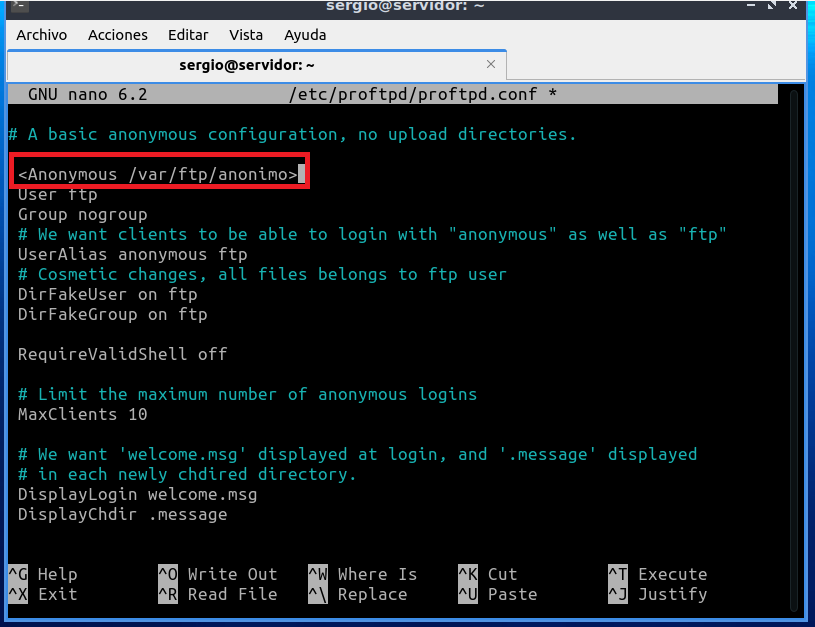 sergio@servidor: ~
Archivo Acciones Editar Vista Ayuda
sergio@servidor: ~
GNU nano 6.2 /etc/proftpd/proftpd.conf *
# A basic anonymous configuration, no upload directories.
<Anonymous /var/ftp/anonimo>
User ftp
Group nogroup
# We want clients to be able to login with "anonymous" as well as "ftp"
UserAlias anonymous ftp
# Cosmetic changes, all files belongs to ftp user
DirFakeUser on ftp
DirFakeGroup on ftp
RequireValidShell off
# Limit the maximum number of anonymous logins
MaxClients 10
# We want 'welcome.msg' displayed at login, and '.message' displayed
# in each newly chdired directory.
DisplayLogin welcome.msg
DisplayChdir .message
^G Help ^O Write Out ^W Where Is ^K Cut ^T Execute
^X Exit ^R Read File ^\ Replace ^U Paste ^J Justify